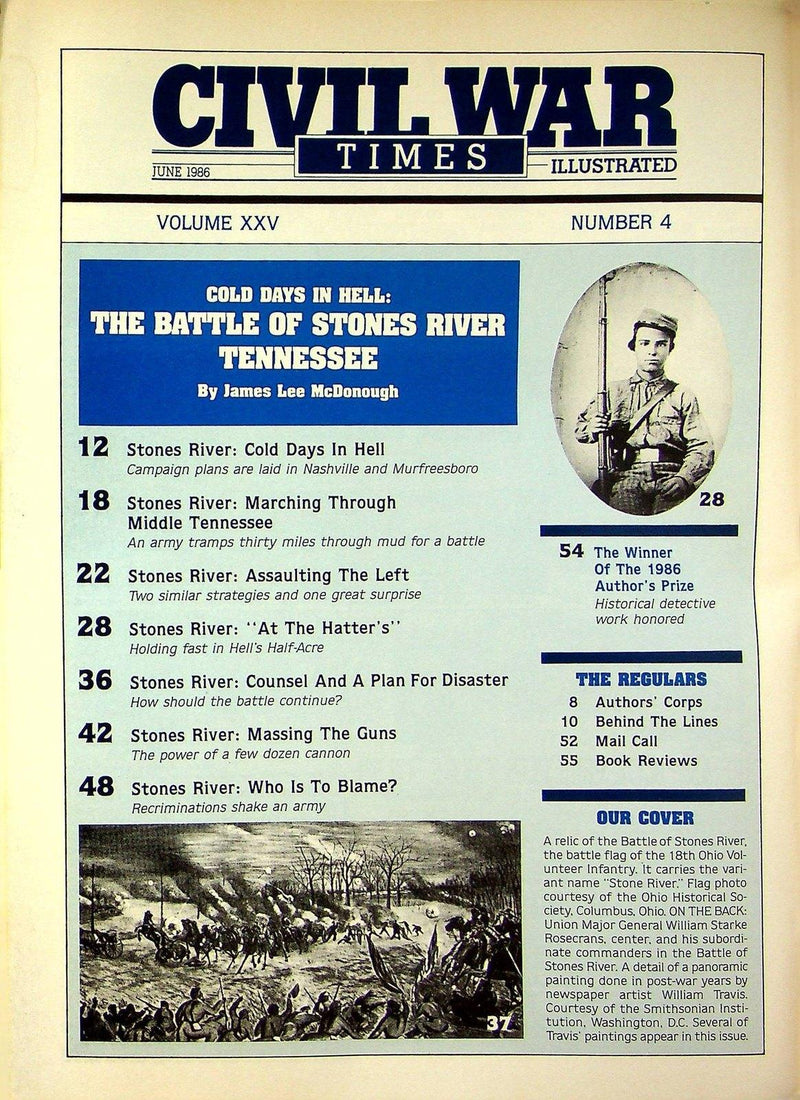 CIVIL WAR
TIMES
JUNE 1986
ILLUSTRATED
VOLUME XXV
NUMBER 4
COLD DAYS IN HELL:
THE BATTLE OF STONES RIVER
TENNESSEE
By James Lee McDonough
12 Stones River: Cold Days In Hell
Campaign plans are laid in Nashville and Murfreesboro
18 Stones River: Marching Through
Middle Tennessee
An army tramps thirty miles through mud for a battle
22 Stones River: Assaulting The Left
Two similar strategies and one great surprise
28 Stones River: "At The Hatter's"
Holding fast in Hell's Half-Acre
36 Stones River: Counsel And A Plan For Disaster
How should the battle continue?
42 Stones River: Massing The Guns
The power of a few dozen cannon
48 Stones River: Who Is To Blame?
Recriminations shake an army
37
28
54 The Winner
Of The 1986
Author's Prize
Historical detective
work honored
THE REGULARS
8 Authors' Corps
10 Behind The Lines
52 Mail Call
55 Book Reviews
OUR COVER
A relic of the Battle of Stones River,
the battle flag of the 18th Ohio Vol-
unteer Infantry. It carries the vari-
ant name "Stone River." Flag photo
courtesy of the Ohio Historical So-
ciety, Columbus, Ohio. ON THE BACK:
Union Major General William Starke
Rosecrans, center, and his subordi-
nate commanders in the Battle of
Stones River. A detail of a panoramic
painting done in post-war years by
newspaper artist William Travis.
Courtesy of the Smithsonian Insti-
tution, Washington, D.C. Several of
Travis' paintings appear in this issue.